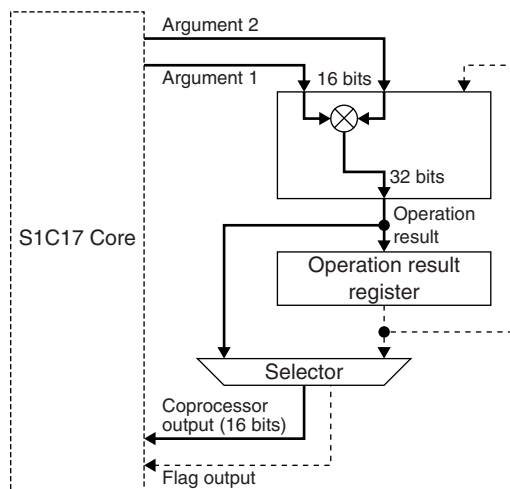 Argument 2
Argument 1
16 bits
32 bits
S1C17 Core
Operation
result
Operation result
register
Selector
Coprocessor
output (16 bits)
Flag output